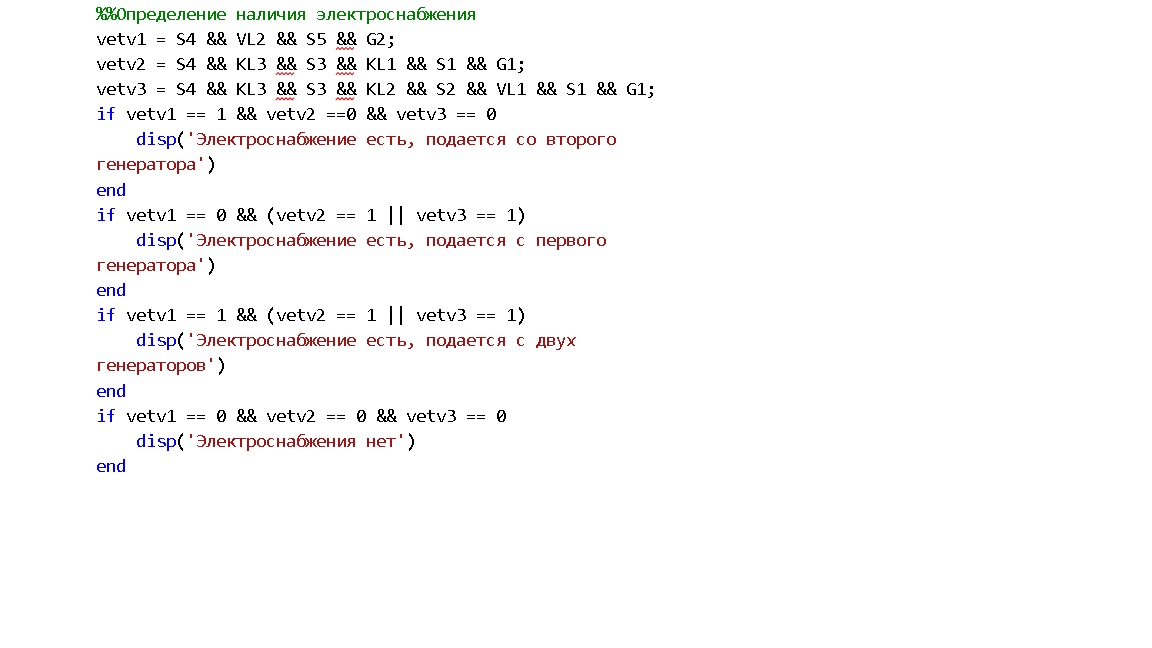 %%Определение наличия электроснабжения
vetv1 = S4 && VL2 && S5 && G2;
vetv2 = S4 && KL3 && S3 && KL1 && S1 && G1;
vetv3 = S4 && KL3 && S3 && KL2 && S2 && VL1 && S1 && G1;
if vetv1 == 1 && vetv2 ==0 && vetv3 == 0
    disp('Электроснабжение есть, подается со второго
генератора')
end
if vetv1 == 0 && (vetv2 == 1 || vetv3 == 1)
    disp('Электроснабжение есть, подается с первого
генератора')
end
if vetv1 == 1 && (vetv2 == 1 || vetv3 == 1)
    disp('Электроснабжение есть, подается с двух
генераторов')
end
if vetv1 == 0 && vetv2 == 0 && vetv3 == 0
    disp('Электроснабжения нет')
end